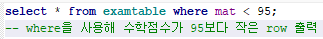 select * from examtable where mat < 95;
-- where을 사용해 수학점수가 95보다 작은 row 출력